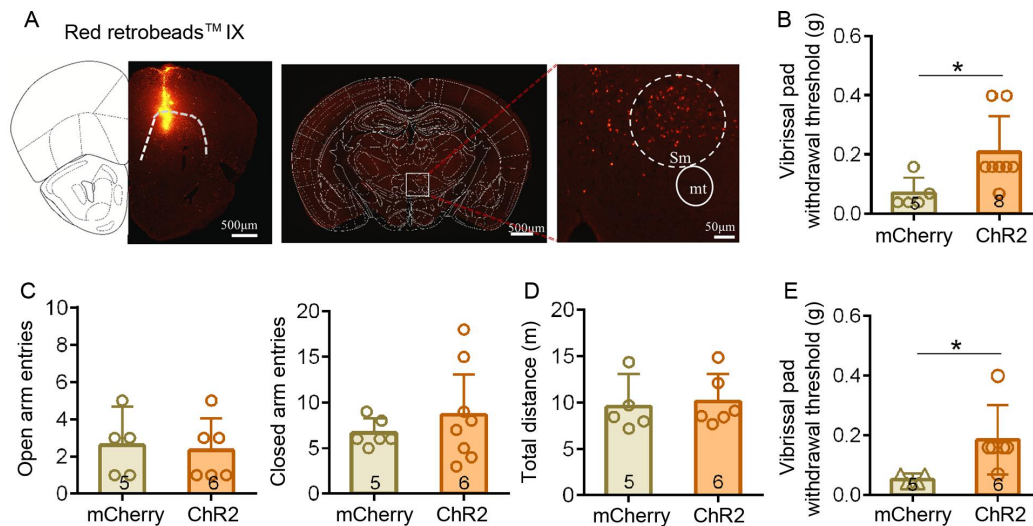 A
Red retrobeads™ IX
500μm
500μm
Sm
mt
50μm
B
Vibrissal pad
withdrawal threshold (g)
0.6
0.4
0.2
0.0
*
5
8
mCherry
ChR2
C
Open arm entries
10
8
6
4
2
0
5
6
mCherry
ChR2
Closed arm entries
20
15
10
5
0
5
6
mCherry
ChR2
D
Total distance (m)
20
15
10
5
0
5
6
mCherry
ChR2
E
Vibrissal pad
withdrawal threshold (g)
0.6
0.4
0.2
0.0
*
5
6
mCherry
ChR2